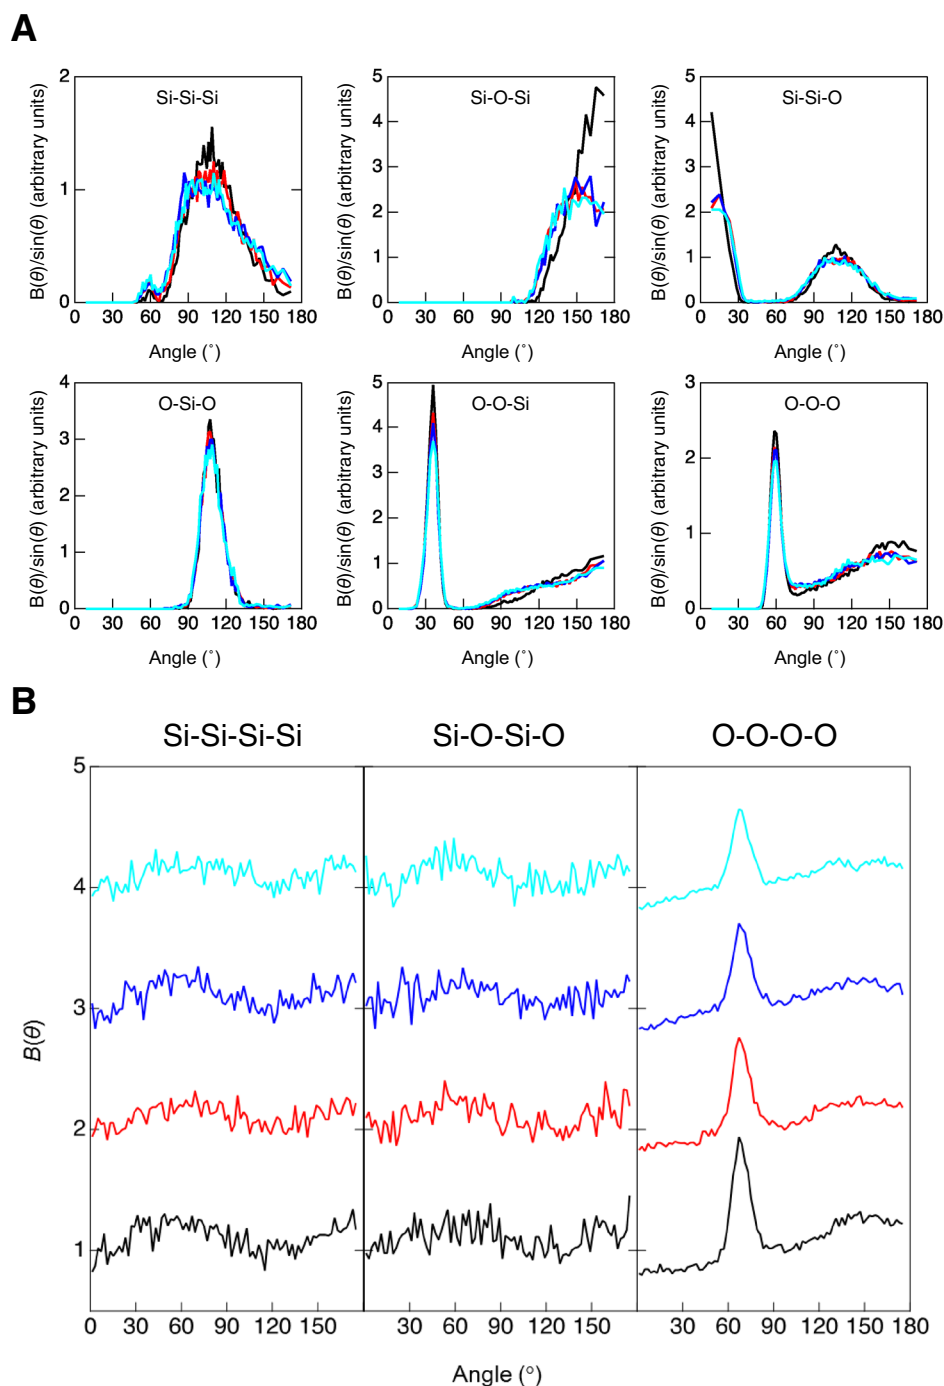 A
Si-Si-Si
B(θ)/sin(θ) (arbitrary units)
2
1
0
0 30 60 90 120 150 180
Angle (˚)
Si-O-Si
B(θ)/sin(θ) (arbitrary units)
5
4
3
2
1
0
0 30 60 90 120 150 180
Angle (˚)
Si-Si-O
B(θ)/sin(θ) (arbitrary units)
5
4
3
2
1
0
0 30 60 90 120 150 180
Angle (˚)
O-Si-O
B(θ)/sin(θ) (arbitrary units)
4
3
2
1
0
0 30 60 90 120 150 180
Angle (˚)
O-O-Si
B(θ)/sin(θ) (arbitrary units)
5
4
3
2
1
0
0 30 60 90 120 150 180
Angle (˚)
O-O-O
B(θ)/sin(θ) (arbitrary units)
3
2
1
0
0 30 60 90 120 150 180
Angle (˚)
B
Si-Si-Si-Si Si-O-Si-O O-O-O-O
B(θ)
5
4
3
2
1
0 30 60 90 120 150 30 60 90 120 150 30 60 90 120 150 180
Angle (°)